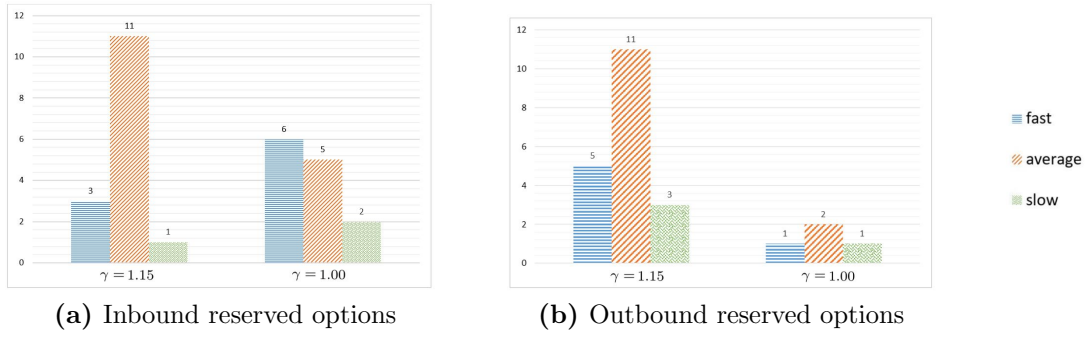 12
10
8
6
4
2
0
3
11
1
6
5
2
γ = 1.15
γ = 1.00
(a) Inbound reserved options
12
10
8
6
4
2
0
5
11
3
1
2
1
γ = 1.15
γ = 1.00
(b) Outbound reserved options
fast
average
slow